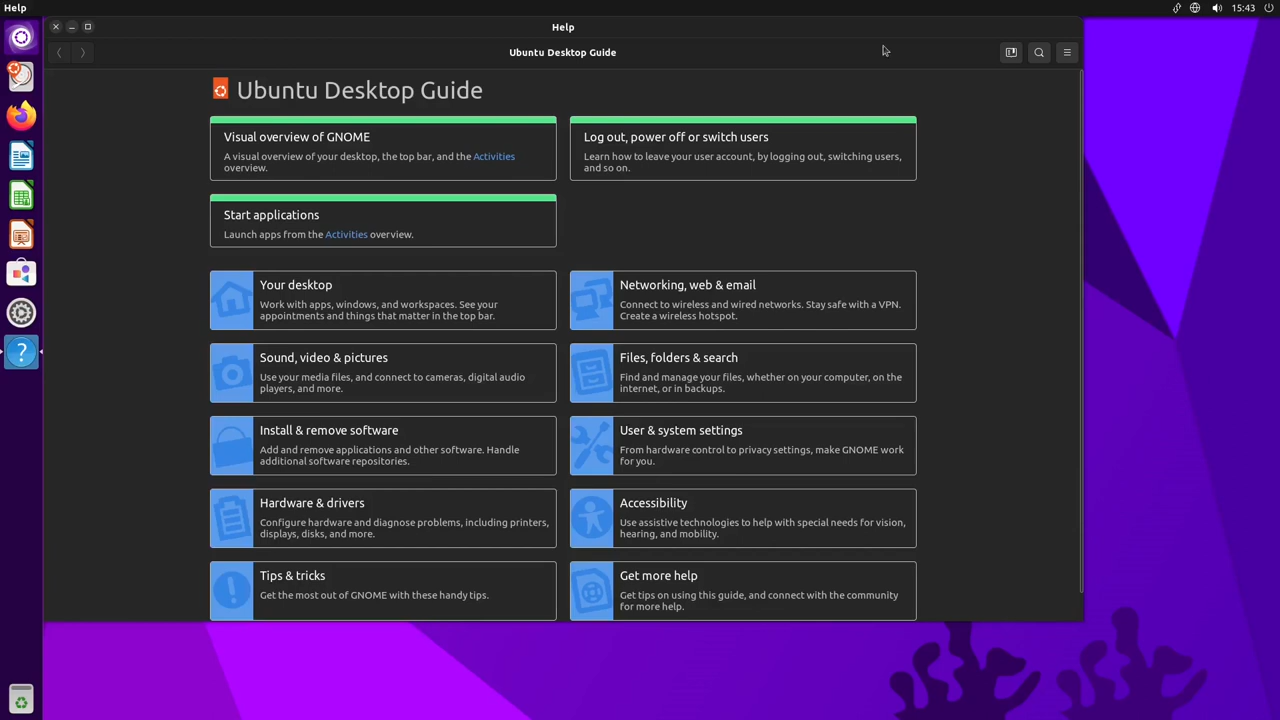 Help
15:43
Help
Ubuntu Desktop Guide
Ubuntu Desktop Guide
Visual overview of GNOME
A visual overview of your desktop, the top bar, and the Activities
overview.
Log out, power off or switch users
Learn how to leave your user account, by logging out, switching users,
and so on.
Start applications
Launch apps from the Activities overview.
Your desktop
Work with apps, windows, and workspaces. See your
appointments and things that matter in the top bar.
Networking, web & email
Connect to wireless and wired networks. Stay safe with a VPN.
Create a wireless hotspot.
Sound, video & pictures
Use your media files, and connect to cameras, digital audio
players, and more.
Files, folders & search
Find and manage your files, whether on your computer, on the
internet, or in backups.
Install & remove software
Add and remove applications and other software. Handle
additional software repositories.
User & system settings
From hardware control to privacy settings, make GNOME work
for you.
Hardware & drivers
Configure hardware and diagnose problems, including printers,
displays, disks, and more.
Accessibility
Use assistive technologies to help with special needs for vision,
hearing, and mobility.
Tips & tricks
Get the most out of GNOME with these handy tips.
Get more help
Get tips on using this guide, and connect with the community
for more help.